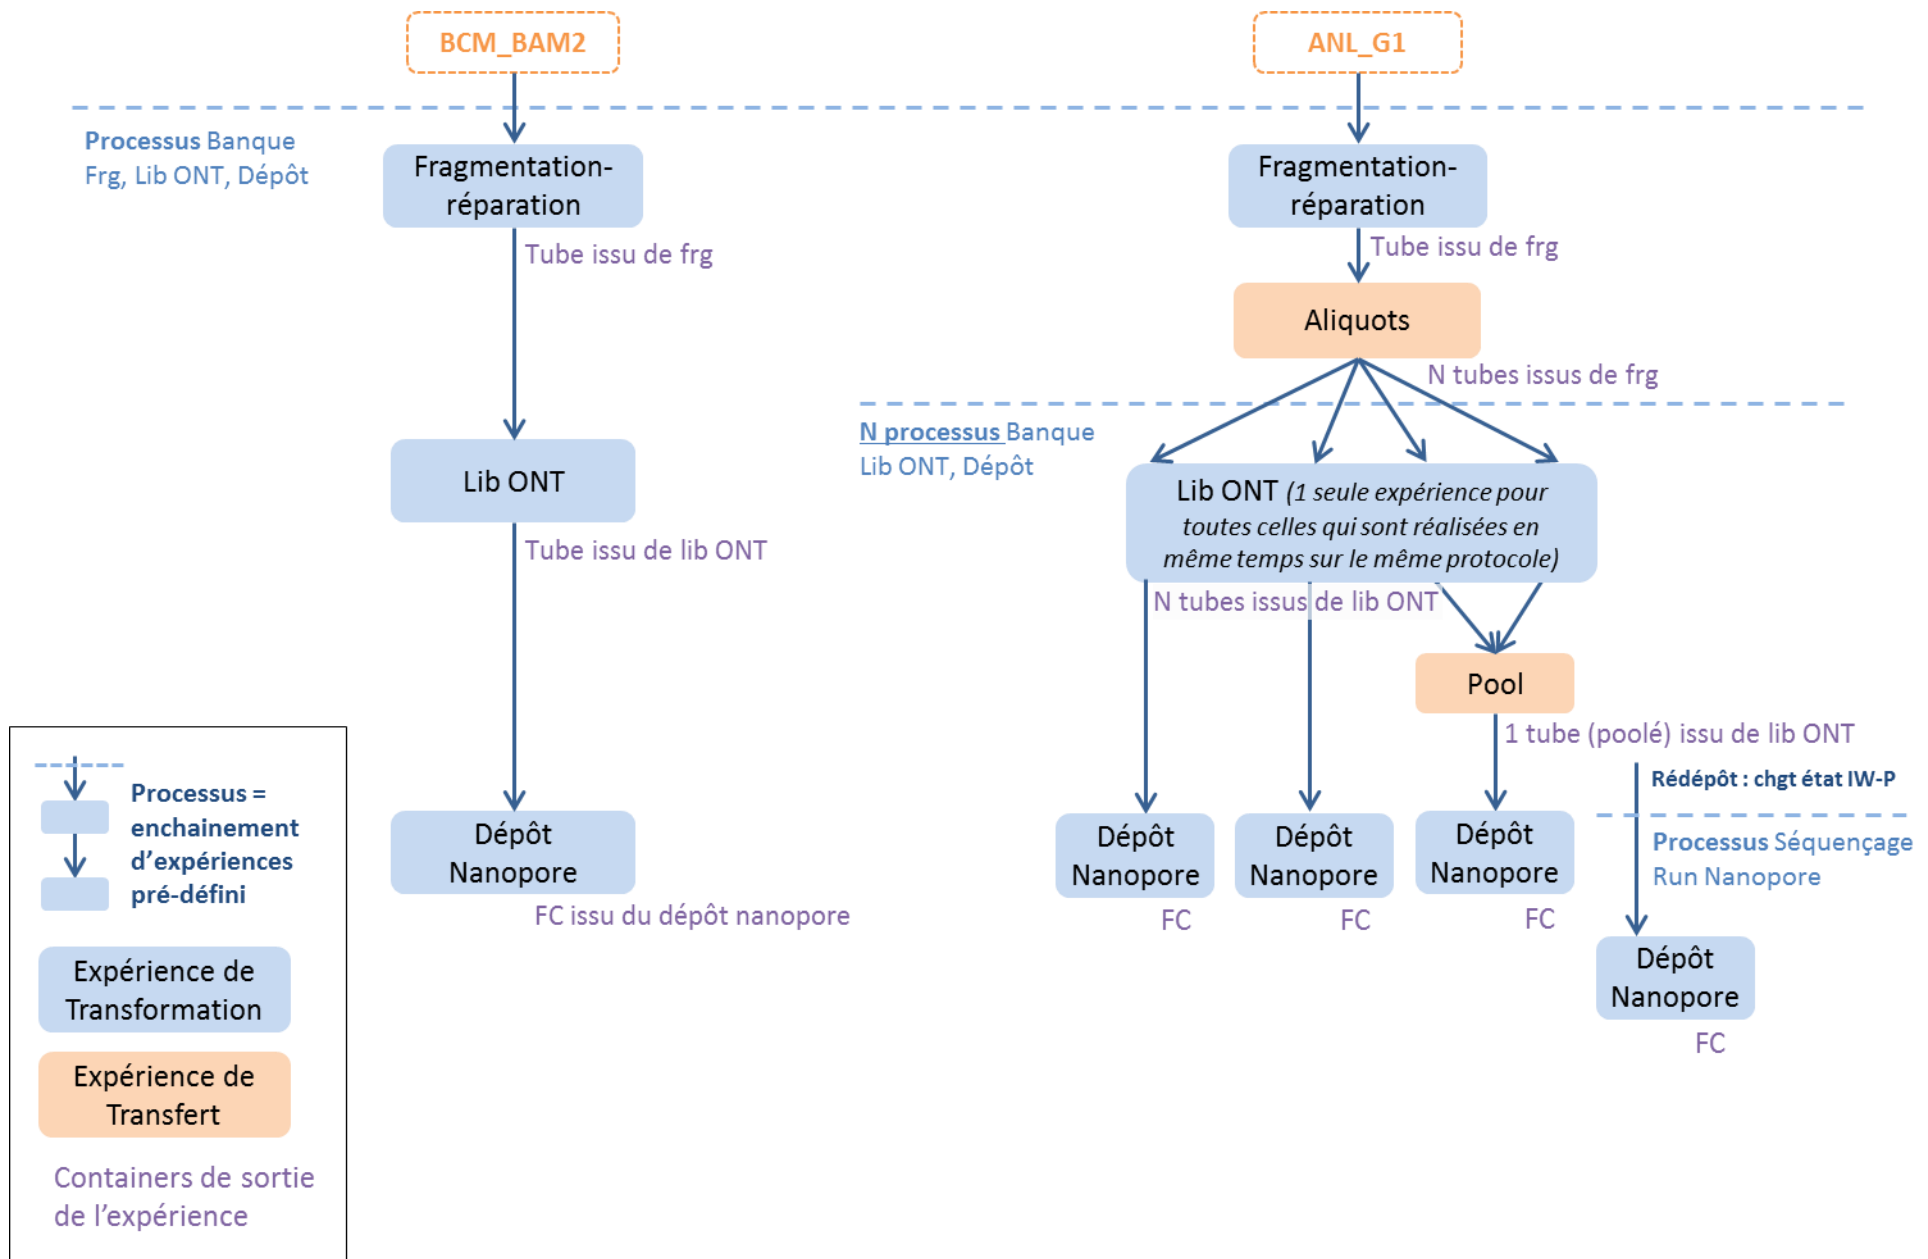 BCM_BAM2
ANL_G1
Processus Banque
Frg, Lib ONT, Dépôt
Fragmentation-
réparation
Tube issu de frg
Lib ONT
Tube issu de lib ONT
Dépôt
Nanopore
FC issu du dépôt nanopore
Fragmentation-
réparation
Tube issu de frg
Aliquots
N tubes issus de frg
N processus Banque
Lib ONT, Dépôt
Lib ONT (1 seule expérience pour
toutes celles qui sont réalisées en
même temps sur le même protocole)
N tubes issus de lib ONT
Pool
1 tube (poolé) issu de lib ONT
Rédépôt : chgt état IW-P
Processus Séquençage
Run Nanopore
Dépôt
Nanopore
FC
Dépôt
Nanopore
FC
Dépôt
Nanopore
FC
Dépôt
Nanopore
FC
Processus =
enchainement
d'expériences
pré-défini
Expérience de
Transformation
Expérience de
Transfert
Containers de sortie
de l'expérience